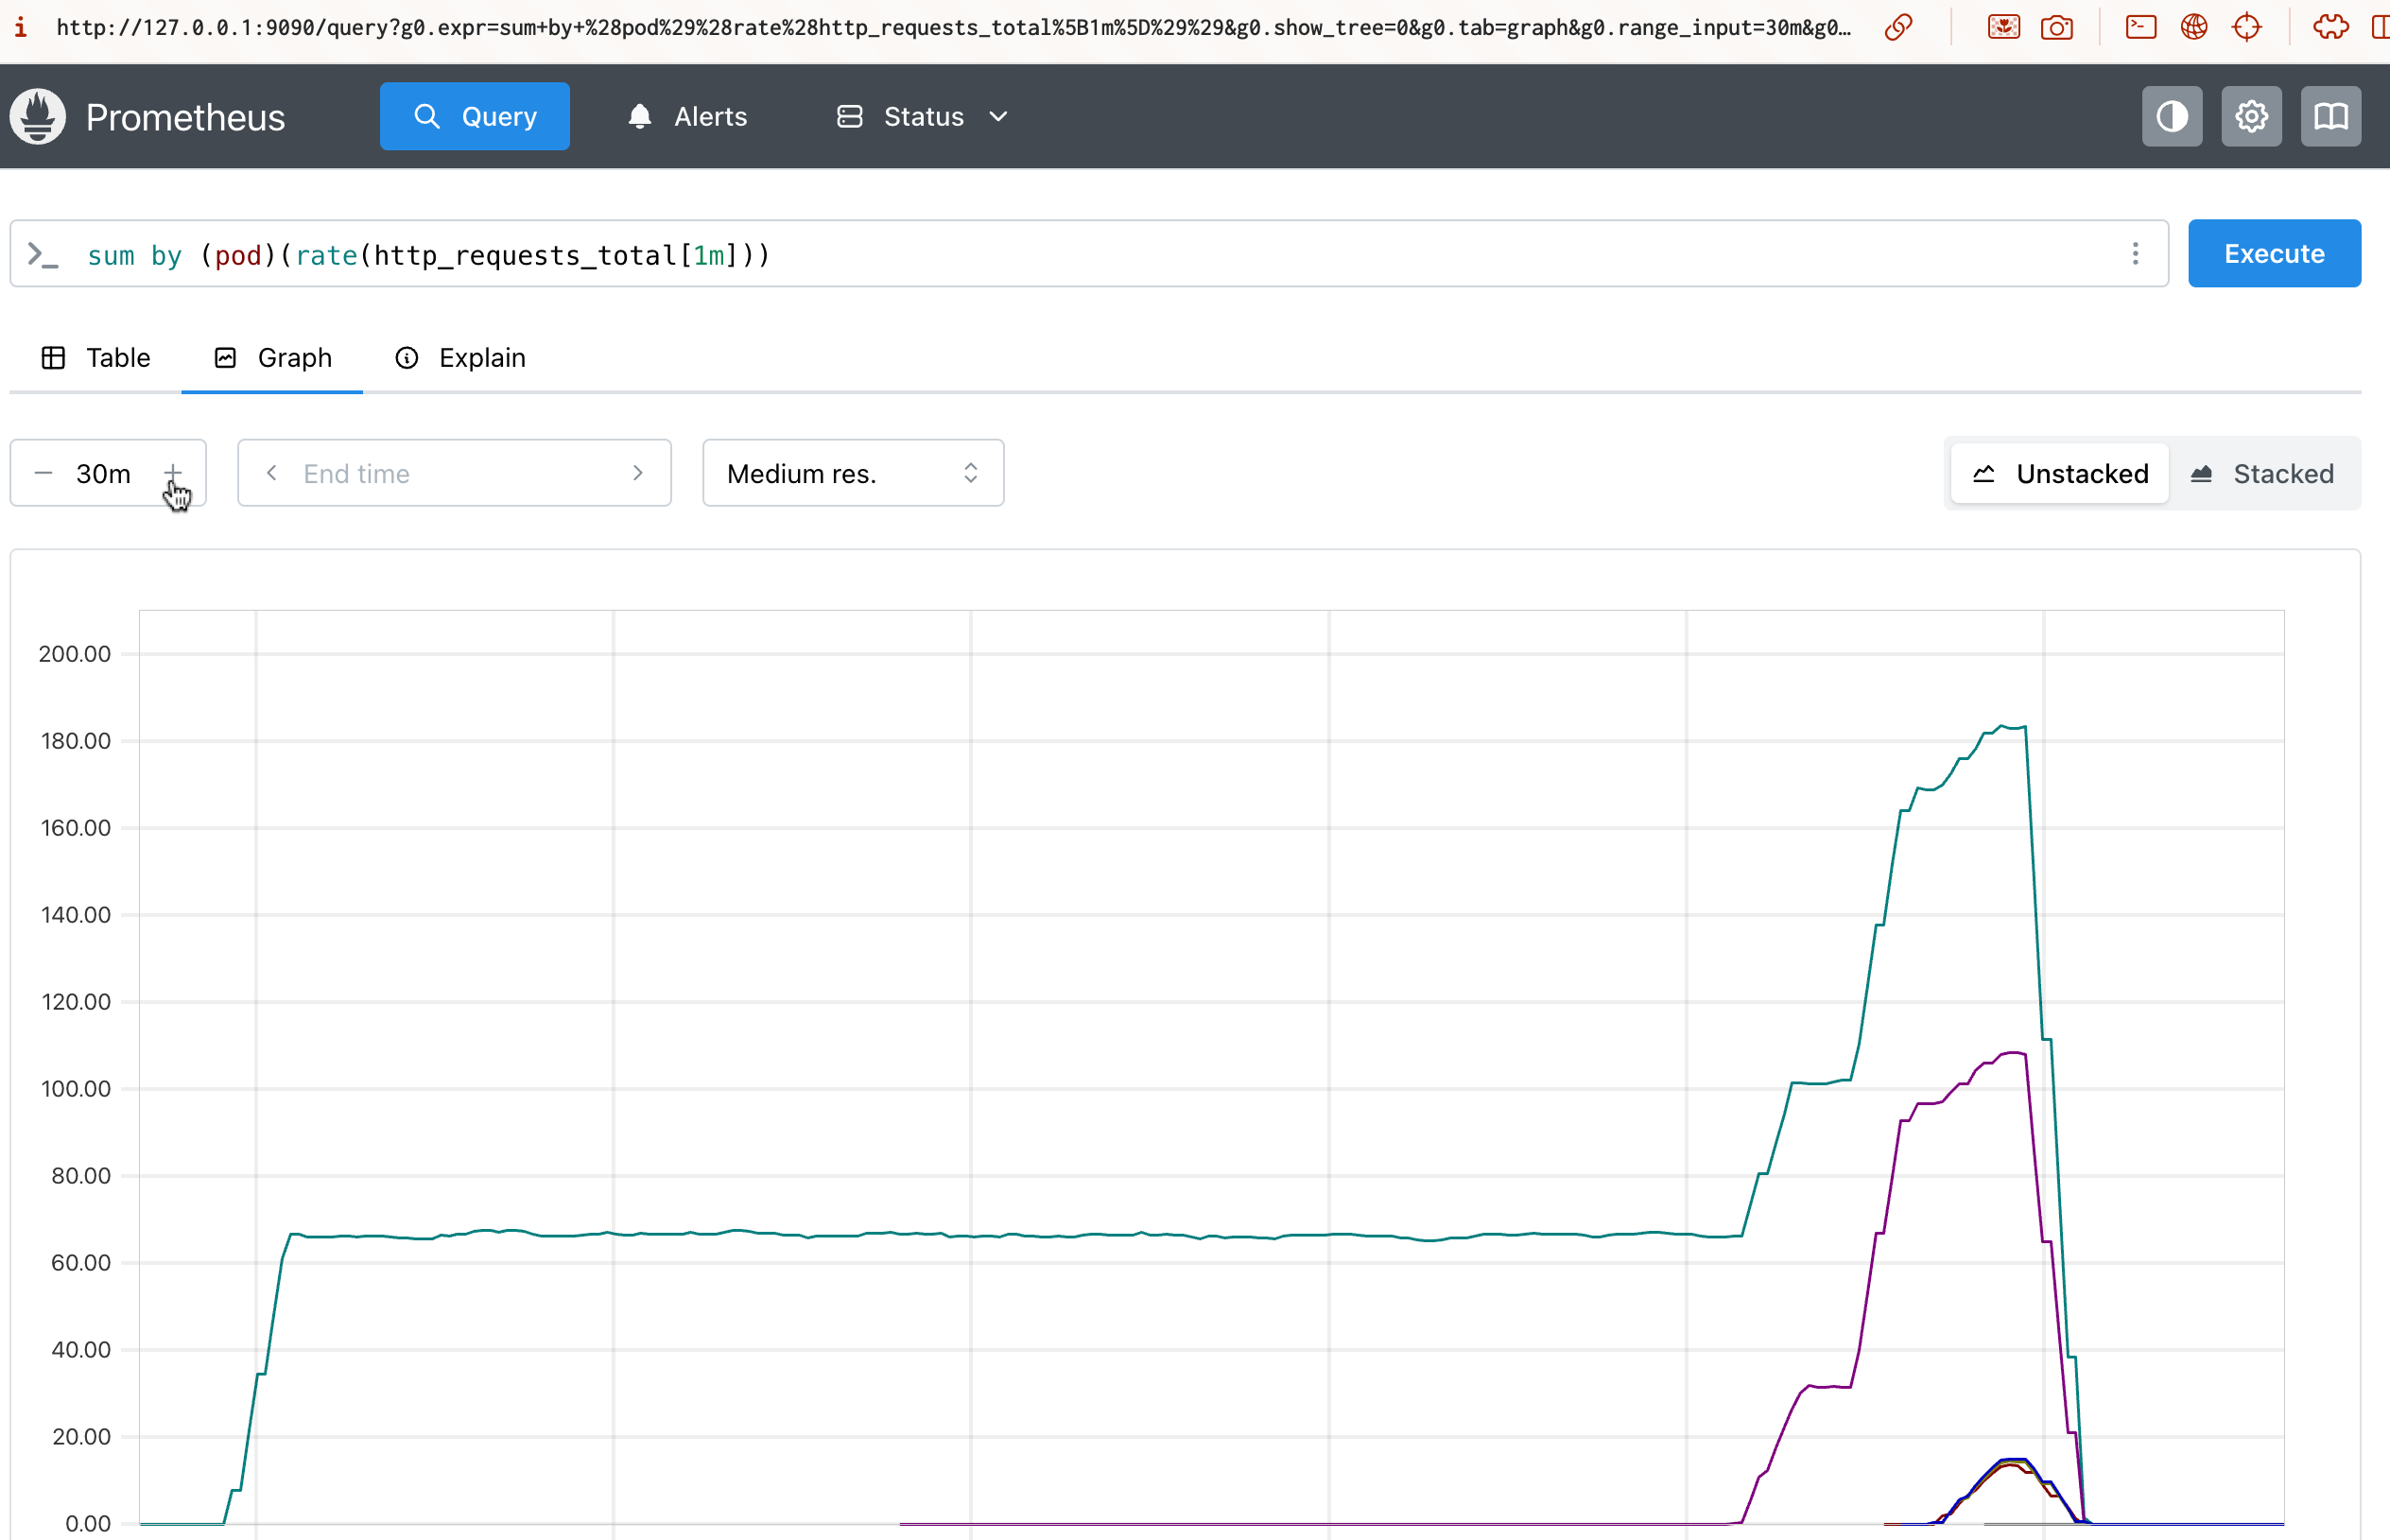 http://127.0.0.1:9090/query?g0.expr=sum+by+%28pod%29%28rate%28http_requests_total%5B1m%5D%29%29&g0.show_tree=0&g0.tab=graph&g0.range_input=30m&g0…
Prometheus Query Alerts Status
sum by (pod)(rate(http_requests_total[1m])) Execute
Table Graph Explain
30m End time Medium res. Unstacked Stacked
200.00
180.00
160.00
140.00
120.00
100.00
80.00
60.00
40.00
20.00
0.00